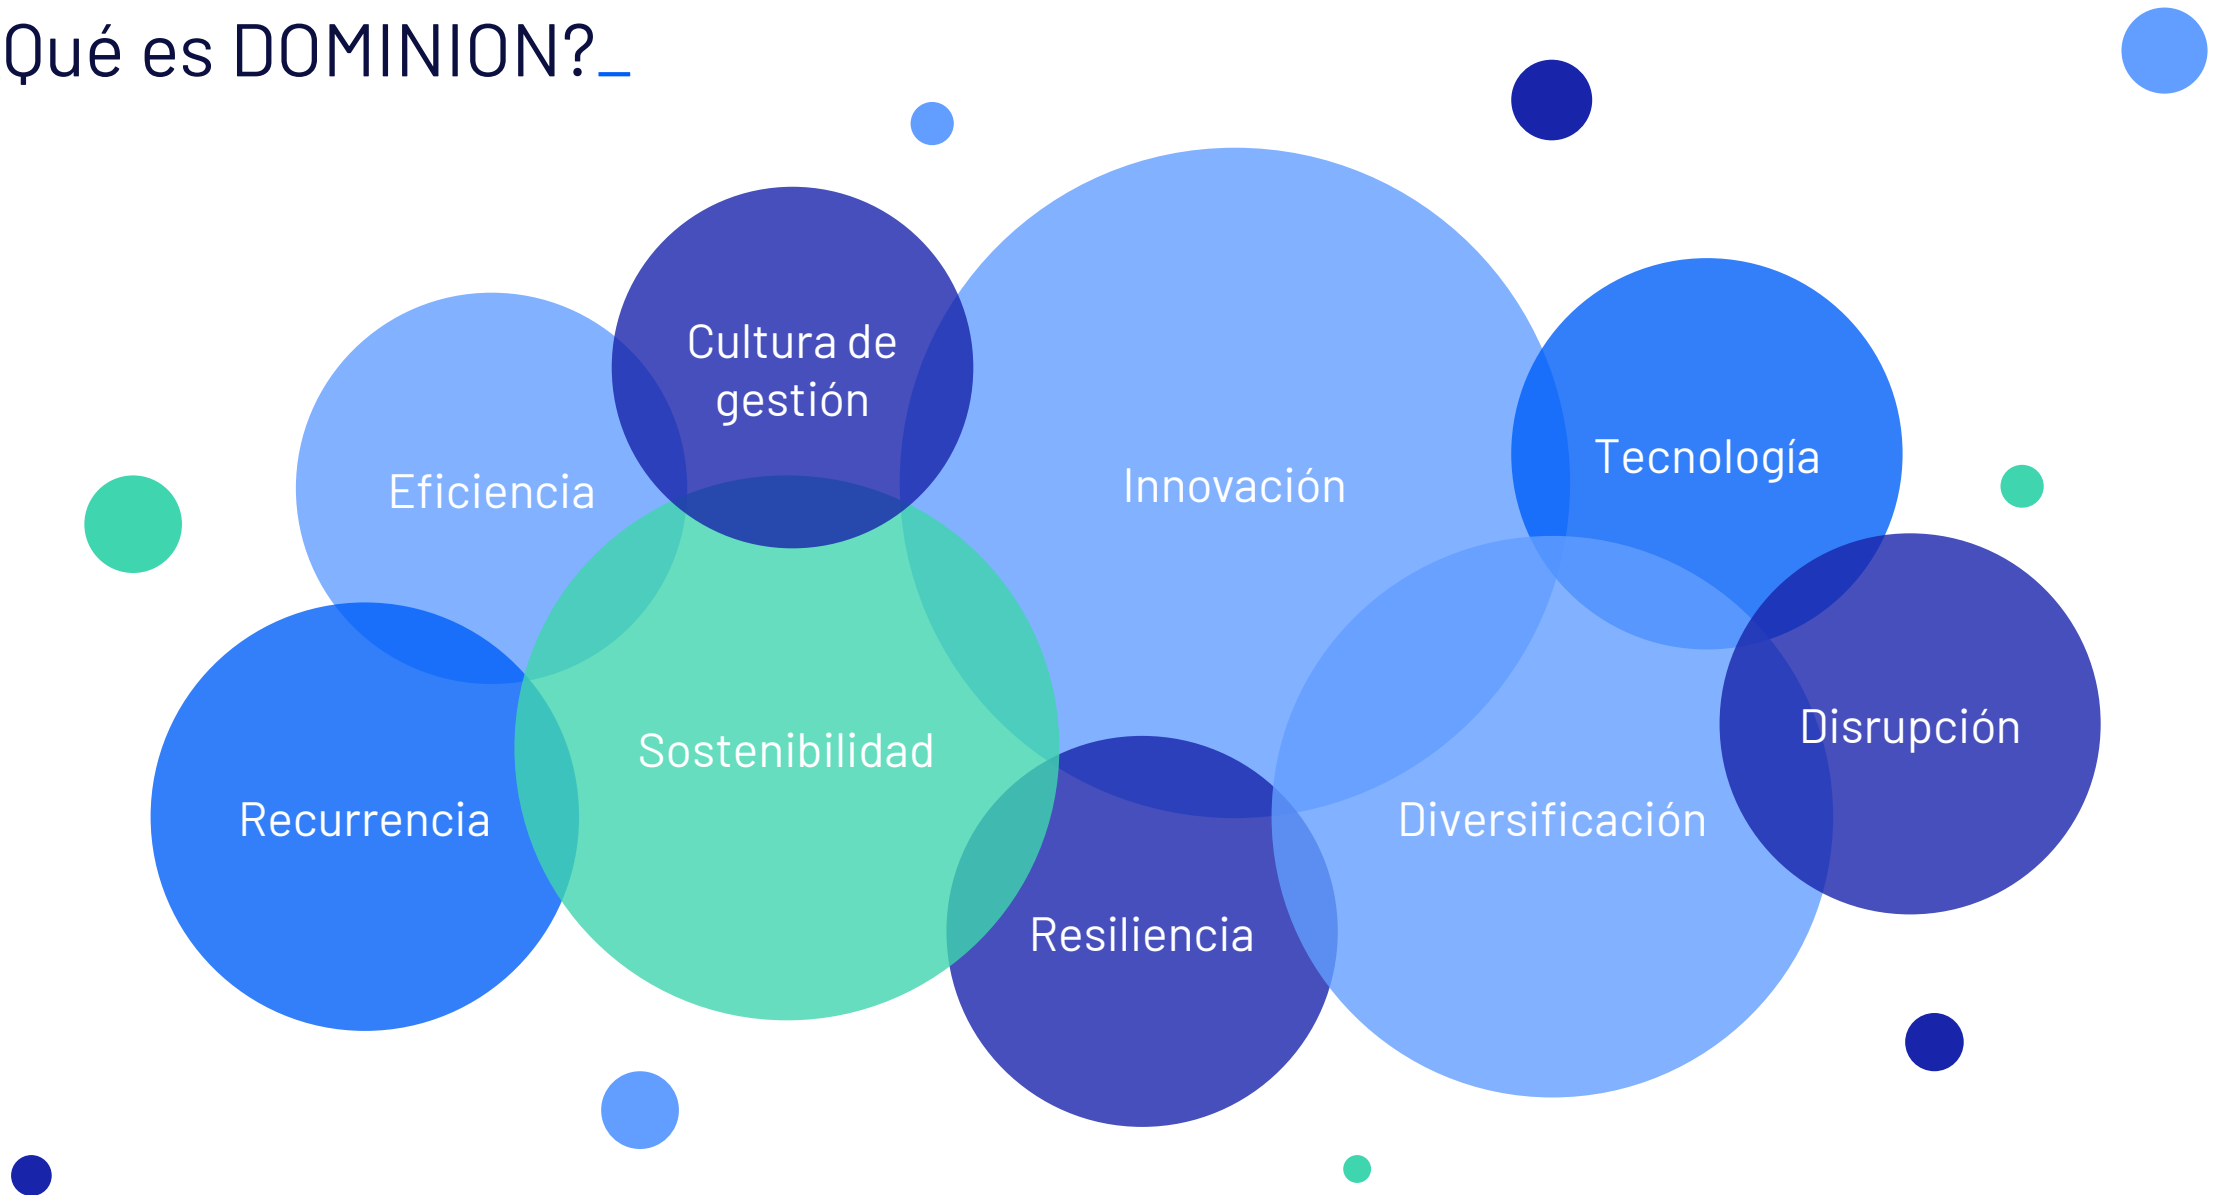 Qué es DOMINION?_
Cultura de
gestión
Eficiencia
Innovación
Tecnología
Sostenibilidad
Recurrencia
Disrupción
Diversificación
Resiliencia